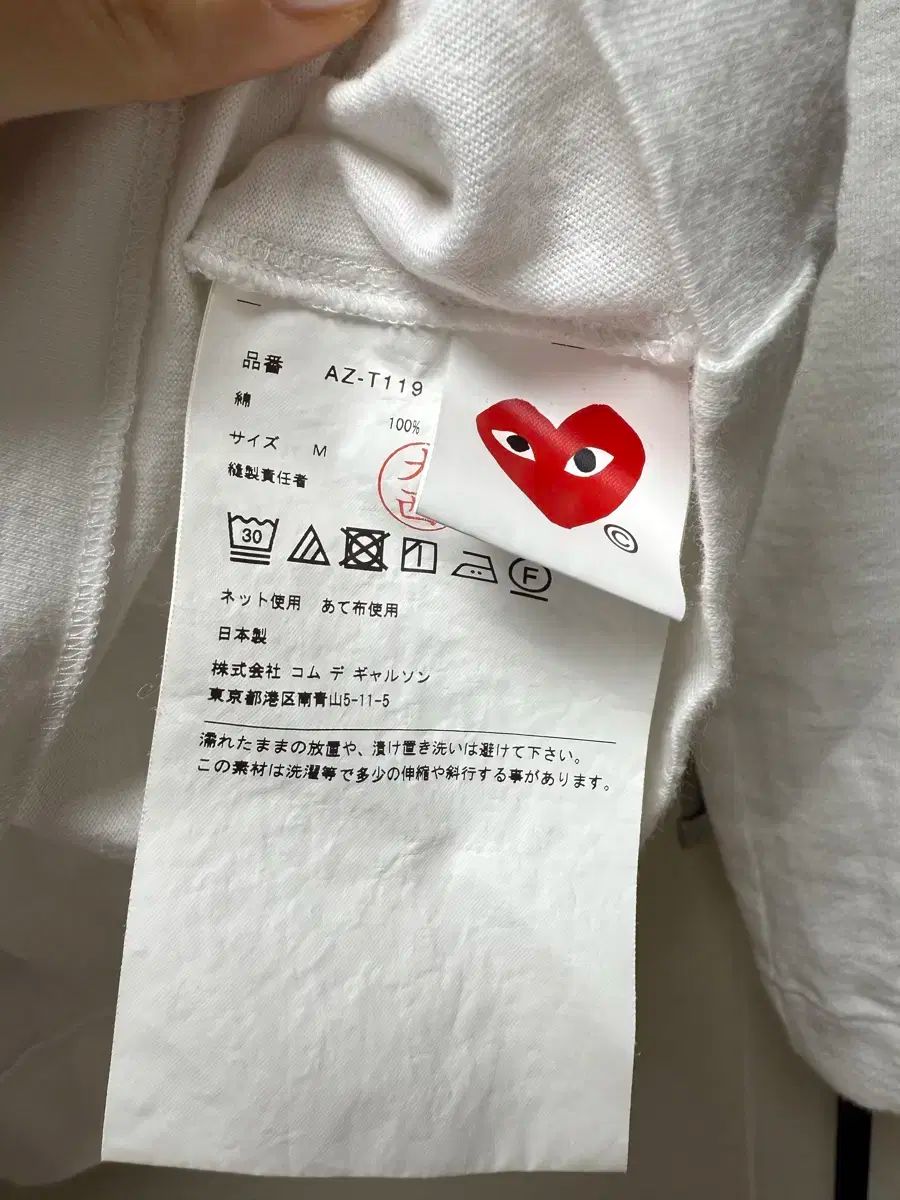 品番 AZ-T119
綿 100%
サイズ M
縫製責任者
30 F
ネット使用 あて布使用
日本製
株式会社 コム デ ギャルソン
東京都港区南青山5-11-5
濡れたままの放置や、漬け置き洗いは避けて下さい。
この素材は洗濯等で多少の伸縮や斜行する事があります。
©